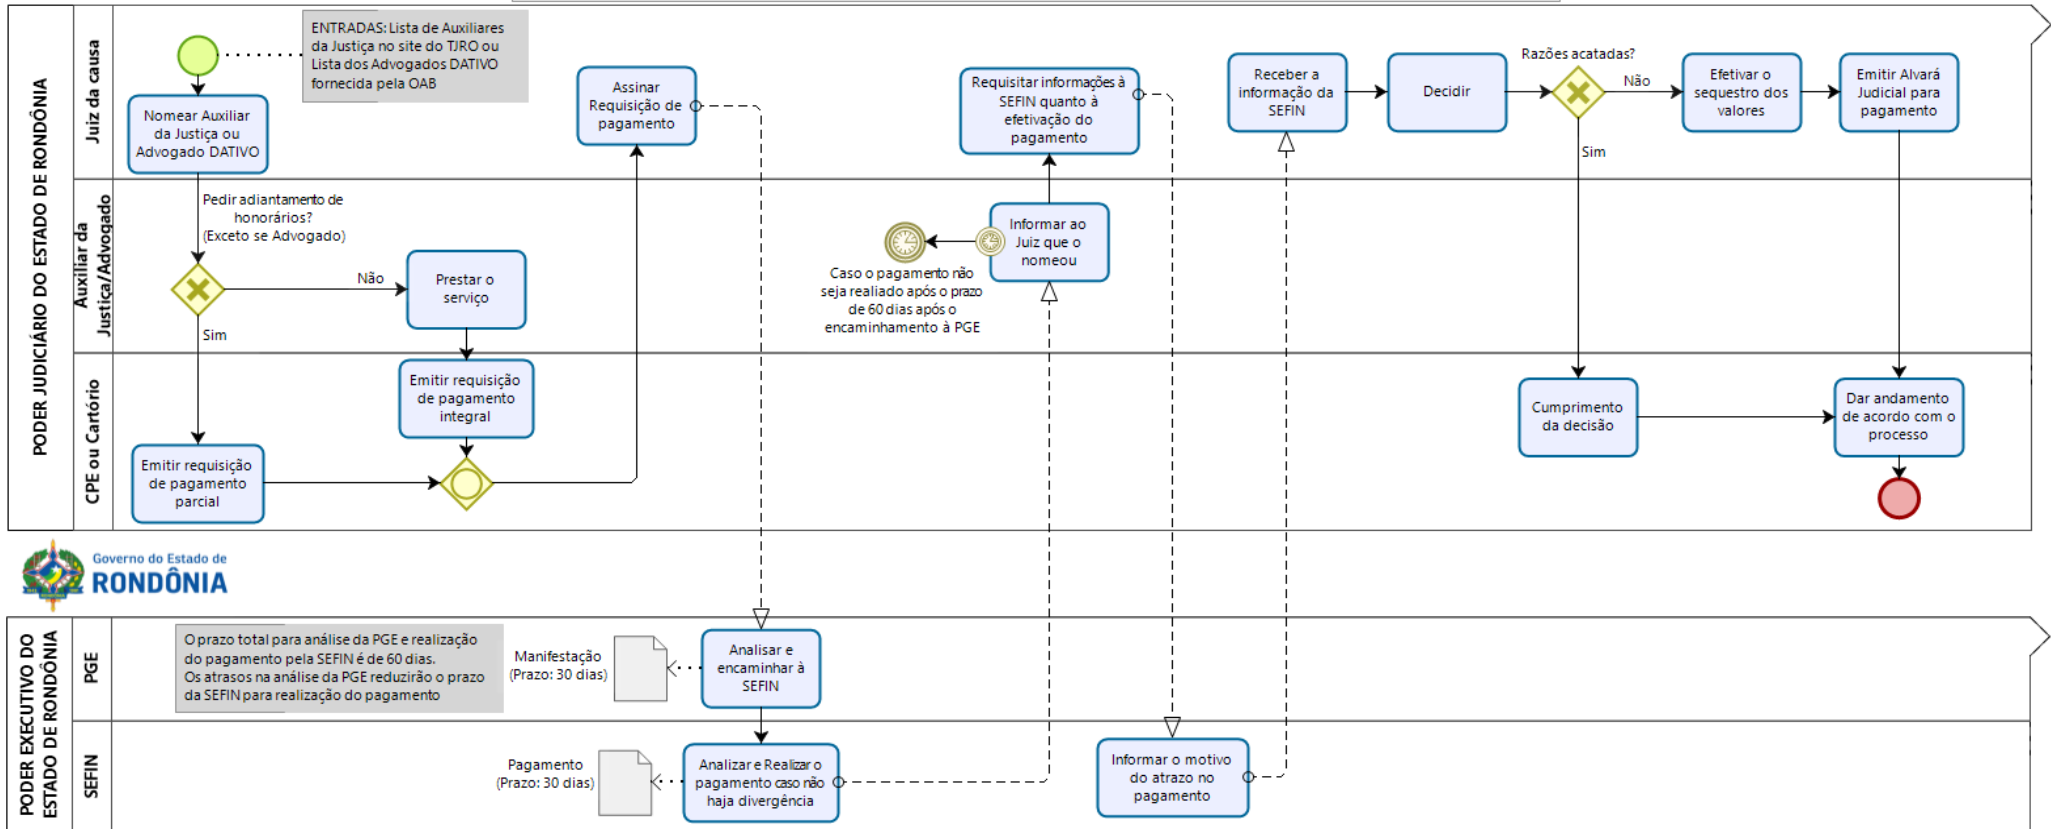 PODER JUDICIÁRIO DO ESTADO DE RONDÔNIA
Juiz da causa
ENTRADAS: Lista de Auxiliares
da Justiça no site do TJRO ou
Lista dos Advogados DATIVO
fornecida pela OAB
Nomear Auxiliar
da Justiça ou
Advogado DATIVO
Assinar
Requisição de
pagamento
Requisitar informações à
SEFIN quanto à
efetivação do
pagamento
Receber a
informação da
SEFIN
Decidir
Razões acatadas?
Não
Sim
Efetivar o
sequestro dos
valores
Emitir Alvará
Judicial para
pagamento
Auxiliar da
Justiça/Advogado
Pedir adiantamento de
honorários?
(Exceto se Advogado)
Não
Sim
Prestar o
serviço
Informar ao
Juiz que o
nomeou
Caso o pagamento não
seja realiado após o prazo
de 60 dias após o
encaminhamento à PGE
CPE ou Cartório
Emitir requisição
de pagamento
integral
Emitir requisição
de pagamento
parcial
Cumprimento
da decisão
Dar andamento
de acordo com o
processo
Governo do Estado de
RONDÔNIA
PODER EXECUTIVO DO
ESTADO DE RONDÔNIA
PGE
O prazo total para análise da PGE e realização
do pagamento pela SEFIN é de 60 dias.
Os atrasos na análise da PGE reduzirão o prazo
da SEFIN para realização do pagamento
Manifestação
(Prazo: 30 dias)
Analisar e
encaminhar à
SEFIN
SEFIN
Pagamento
(Prazo: 30 dias)
Analizar e Realizar o
pagamento caso não
haja divergência
Informar o motivo
do atrazo no
pagamento